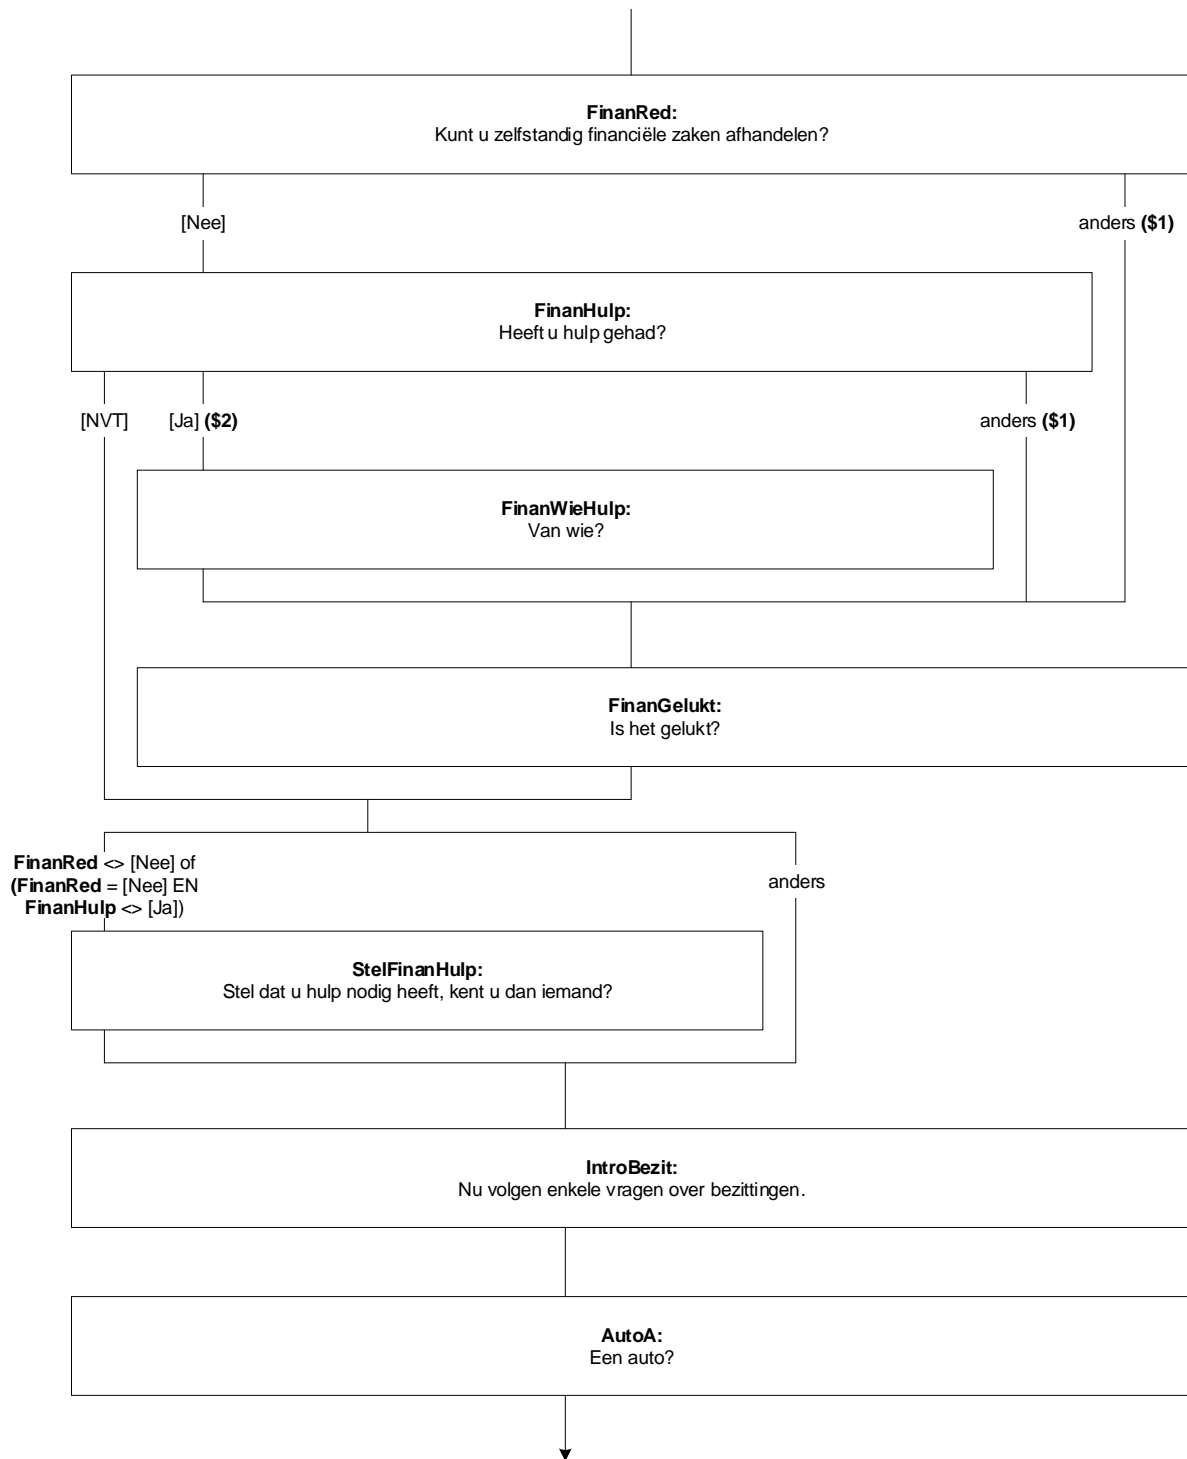 FinanRed:
Kunt u zelfstandig financiële zaken afhandelen?
[Nee]
anders ($1)
FinanHulp:
Heeft u hulp gehad?
[NVT]
[Ja] ($2)
anders ($1)
FinanWieHulp:
Van wie?
FinanGelukt:
Is het gelukt?
FinanRed <> [Nee] of
(FinanRed = [Nee] EN
FinanHulp <> [Ja])
anders
StelFinanHulp:
Stel dat u hulp nodig heeft, kent u dan iemand?
IntroBezit:
Nu volgen enkele vragen over bezittingen.
AutoA:
Een auto?